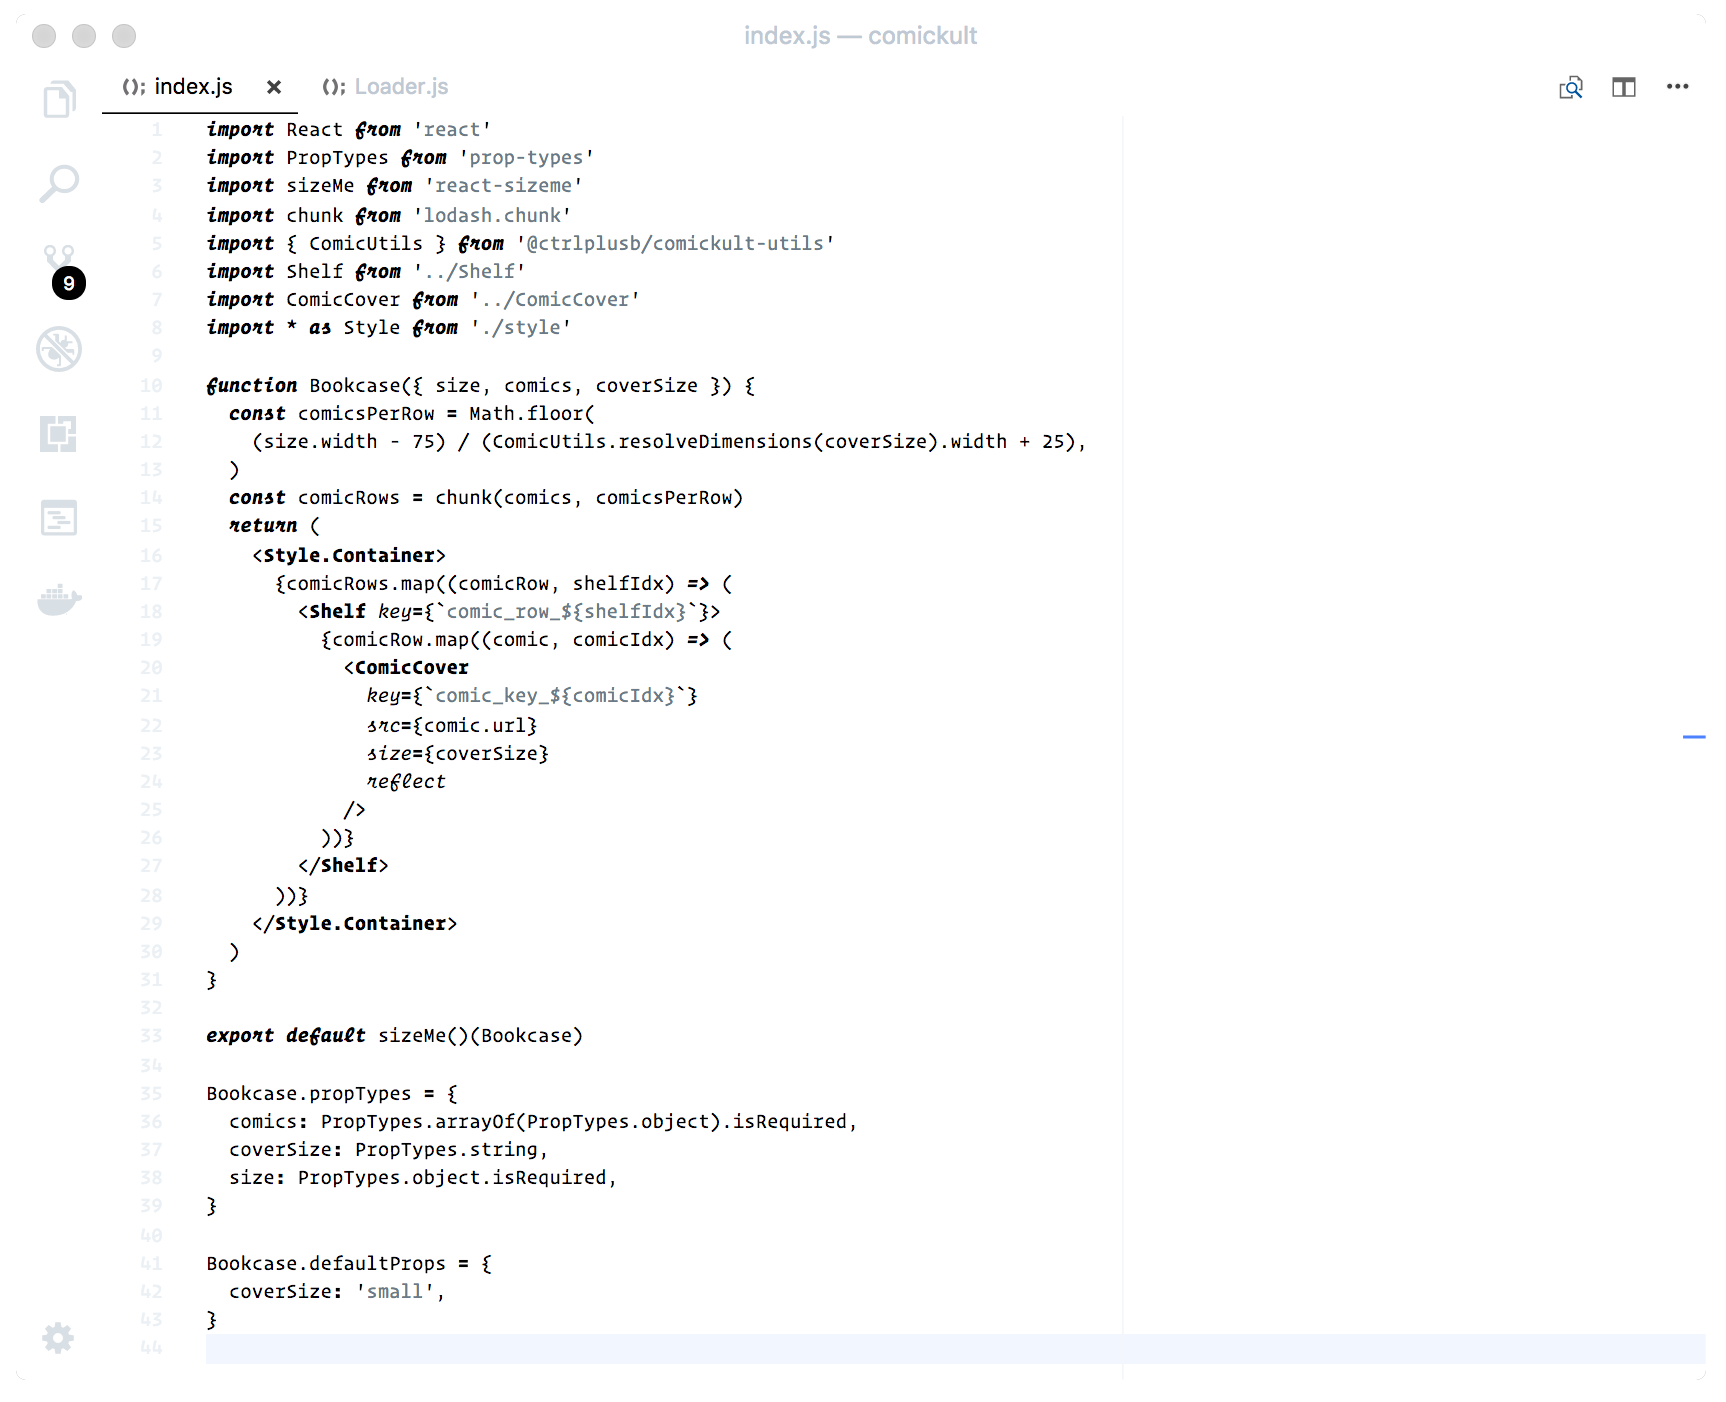 index.js — comickult
(); index.js × (); Loader.js
9
1 import React from 'react'
2 import PropTypes from 'prop-types'
3 import sizeMe from 'react-sizeme'
4 import chunk from 'lodash.chunk'
5 import { ComicUtils } from '@ctrlplusb/comickult-utils'
6 import Shelf from '../Shelf'
7 import ComicCover from '../ComicCover'
8 import * as Style from './style'
9
10 function Bookcase({ size, comics, coverSize }) {
11   const comicsPerRow = Math.floor(
12     (size.width - 75) / (ComicUtils.resolveDimensions(coverSize).width + 25),
13   )
14   const comicRows = chunk(comics, comicsPerRow)
15   return (
16     <Style.Container>
17       {comicRows.map((comicRow, shelfIdx) => (
18         <Shelf key={`comic_row_${shelfIdx}`}>
19           {comicRow.map((comic, comicIdx) => (
20             <ComicCover
21               key={`comic_key_${comicIdx}`}
22               src={comic.url}
23               size={coverSize}
24               reflect
25             />
26           ))}
27         </Shelf>
28       ))}
29     </Style.Container>
30   )
31 }
32
33 export default sizeMe()(Bookcase)
34
35 Bookcase.propTypes = {
36   comics: PropTypes.arrayOf(PropTypes.object).isRequired,
37   coverSize: PropTypes.string,
38   size: PropTypes.object.isRequired,
39 }
40
41 Bookcase.defaultProps = {
42   coverSize: 'small',
43 }
44